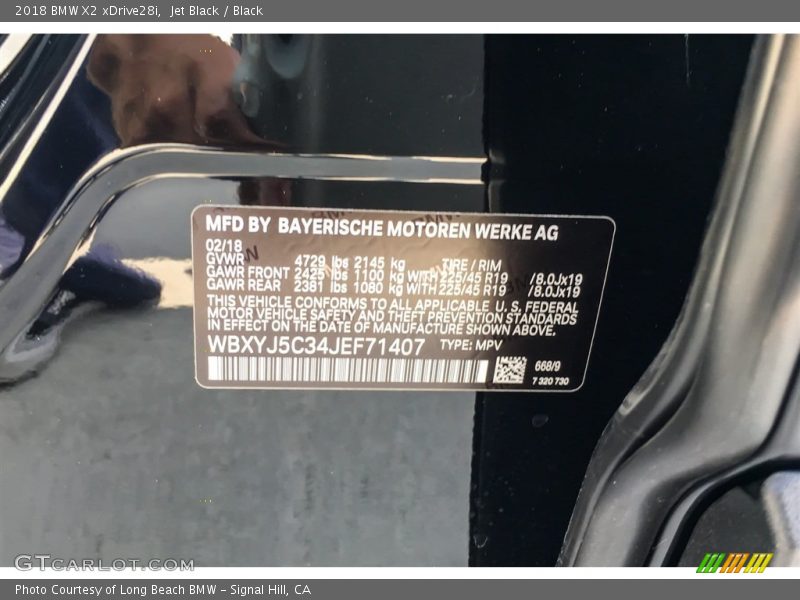 2018 BMW X2 xDrive28i, Jet Black / Black
MFD BY BAYERISCHE MOTOREN WERKE AG
02/18
GVWR 4729 lbs 2145 kg TIRE / RIM
GAWR FRONT 2425 lbs 1100 kg WITH 225/45 R19 /8.0Jx19
GAWR REAR 2381 lbs 1080 kg WITH 225/45 R19 /8.0Jx19
THIS VEHICLE CONFORMS TO ALL APPLICABLE U.S. FEDERAL
MOTOR VEHICLE SAFETY AND THEFT PREVENTION STANDARDS
IN EFFECT ON THE DATE OF MANUFACTURE SHOWN ABOVE.
WBXYJ5C34JEF71407 TYPE: MPV
668/9
7 320 730
GTCARLOT.COM
Photo Courtesy of Long Beach BMW - Signal Hill, CA